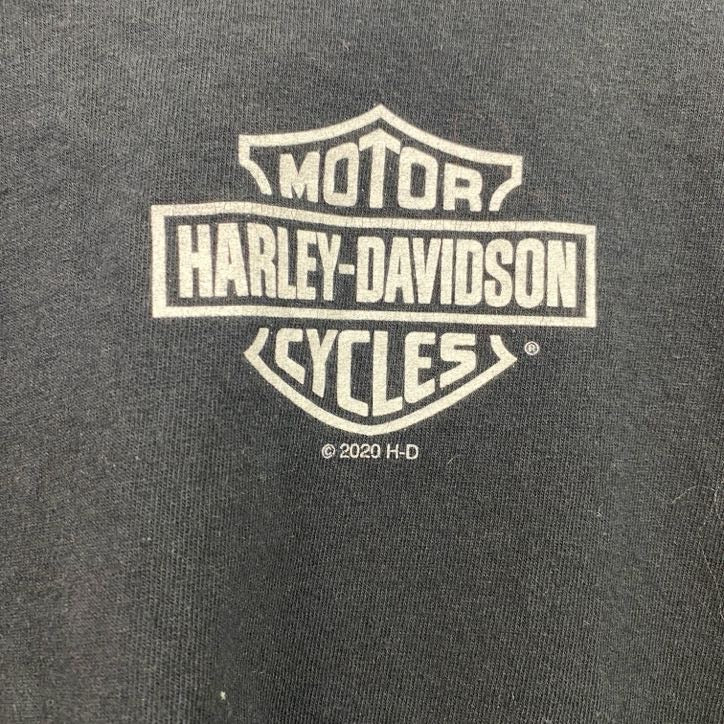 MOTOR
HARLEY-DAVIDSON
CYCLES ®
© 2020 H-D